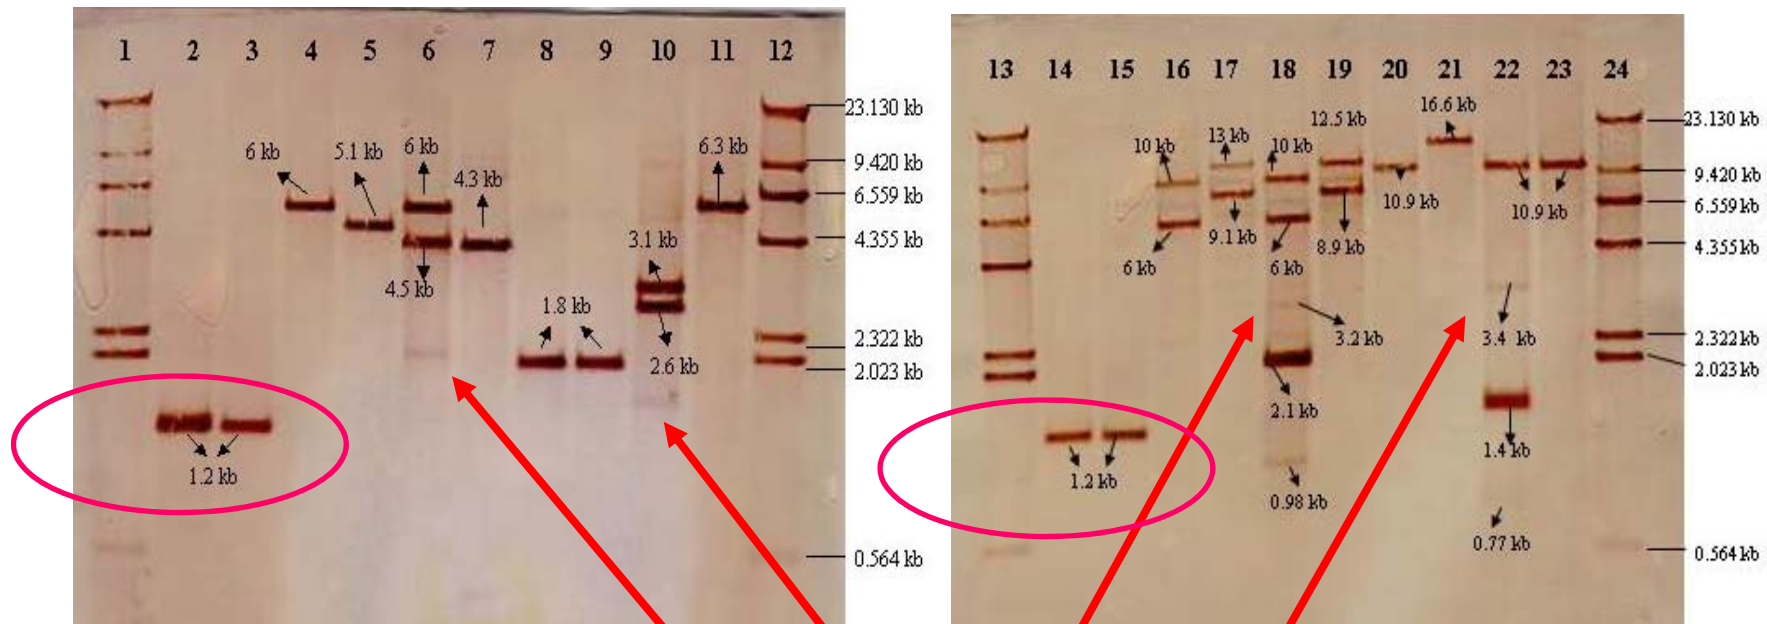 1 2 3 4 5 6 7 8 9 10 11 12
23.130 kb
9.420 kb
6.559 kb
4.355 kb
2.322 kb
2.023 kb
0.564 kb
6 kb
5.1 kb
6 kb
4.3 kb
6.3 kb
4.5 kb
3.1 kb
1.8 kb
2.6 kb
1.2 kb
13 14 15 16 17 18 19 20 21 22 23 24
23.130 kb
9.420 kb
6.559 kb
4.355 kb
2.322 kb
2.023 kb
0.564 kb
16.6 kb
12.5 kb
10 kb
13 kb
10 kb
10.9 kb
10.9 kb
9.1 kb
8.9 kb
6 kb
6 kb
3.2 kb
3.4 kb
2.1 kb
1.4 kb
1.2 kb
0.98 kb
0.77 kb